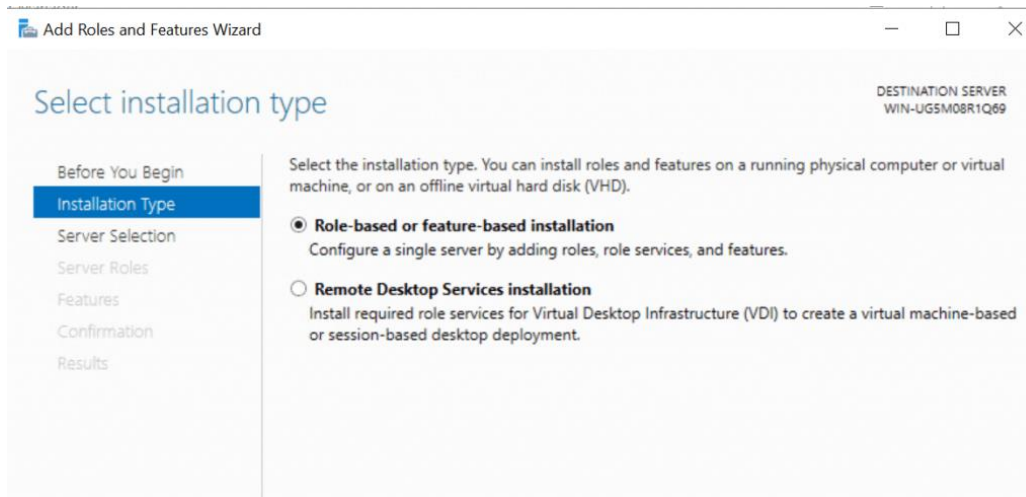 Add Roles and Features Wizard
Select installation type
DESTINATION SERVER
WIN-UG5M08R1Q69
Before You Begin
Installation Type
Server Selection
Server Roles
Features
Confirmation
Results
Select the installation type. You can install roles and features on a running physical computer or virtual
machine, or on an offline virtual hard disk (VHD).
Role-based or feature-based installation
Configure a single server by adding roles, role services, and features.
Remote Desktop Services installation
Install required role services for Virtual Desktop Infrastructure (VDI) to create a virtual machine-based
or session-based desktop deployment.